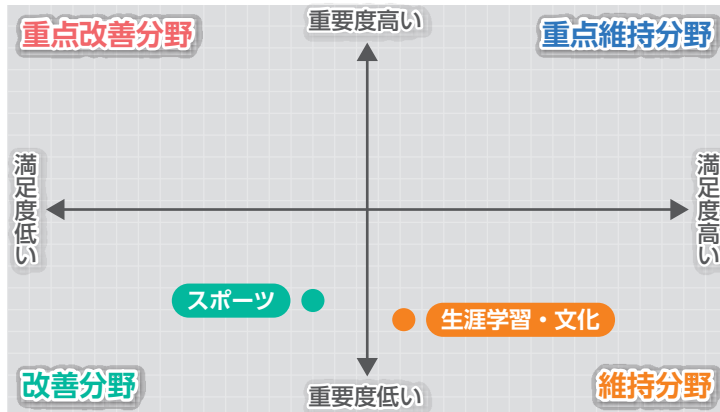 重点改善分野
重要度高い
重点維持分野
満足度低い
満足度高い
スポーツ
生涯学習・文化
改善分野
重要度低い
維持分野